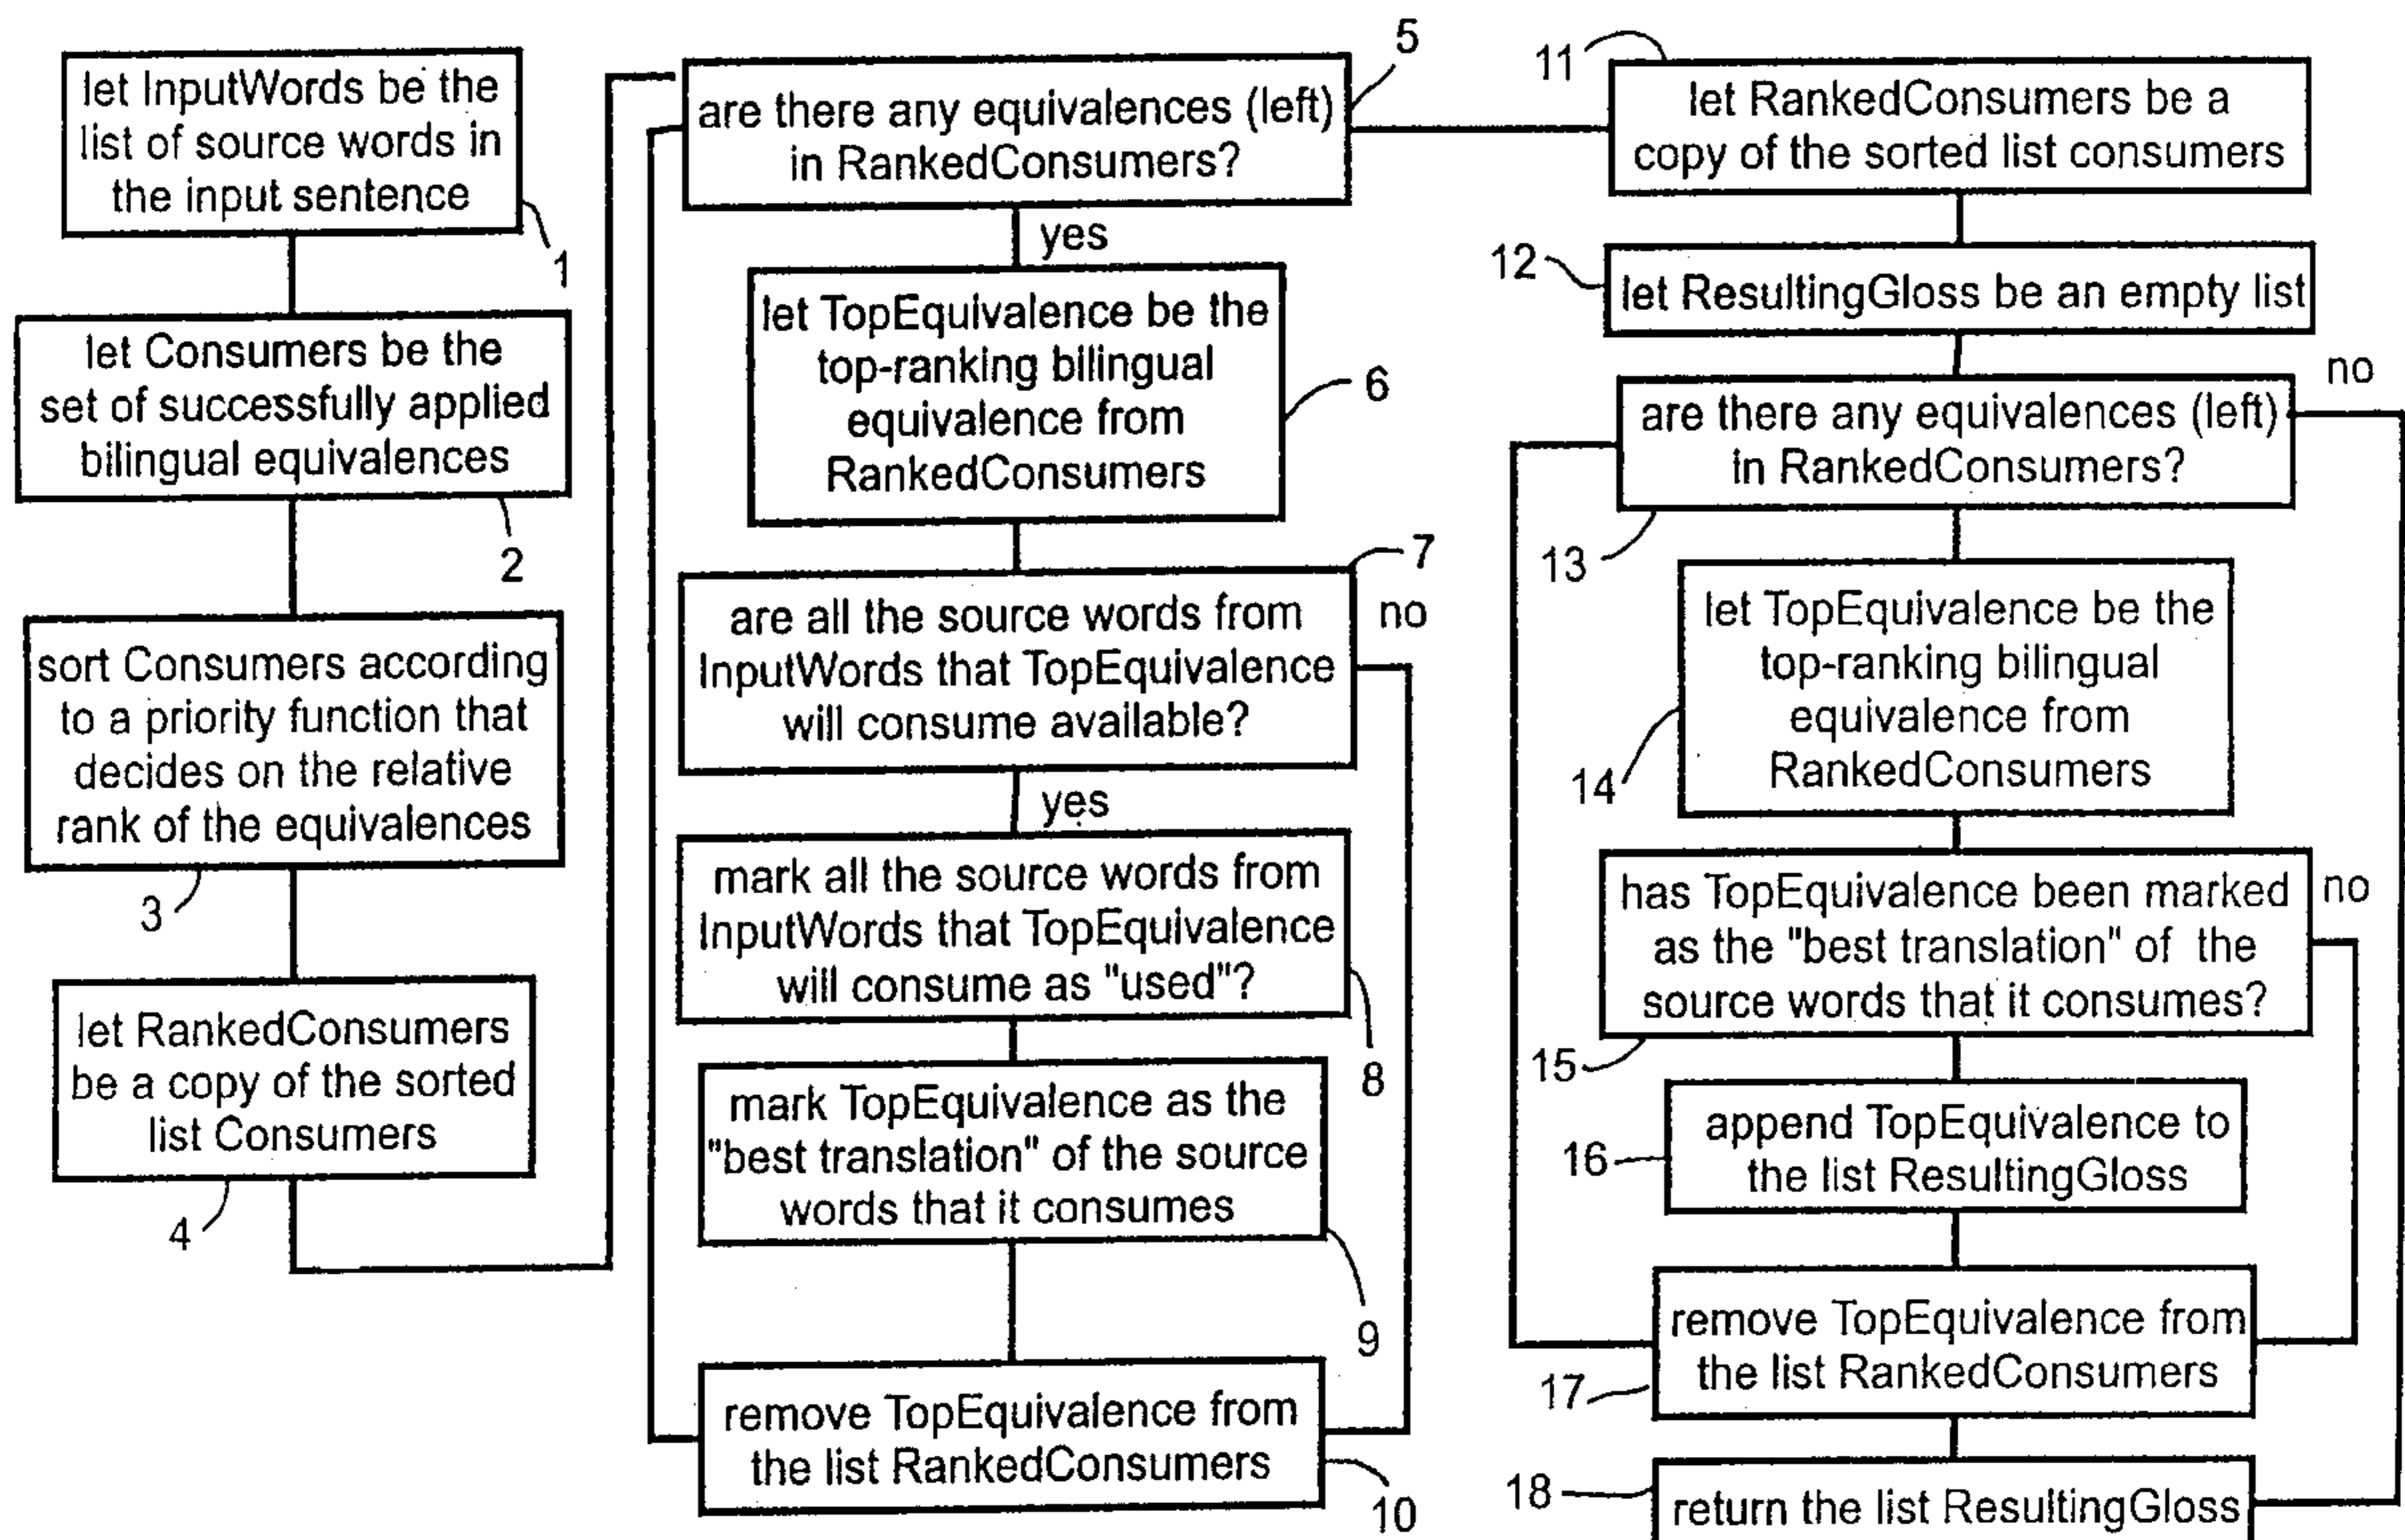 let InputWords be the
list of source words in
the input sentence
1
let Consumers be the
set of successfully applied
bilingual equivalences
2
sort Consumers according
to a priority function that
decides on the relative
rank of the equivalences
3
let RankedConsumers
be a copy of the sorted
list Consumers
4
5
are there any equivalences (left)
in RankedConsumers?
yes
let TopEquivalence be the
top-ranking bilingual
equivalence from
RankedConsumers
6
7
are all the source words from
InputWords that TopEquivalence
will consume available?
no
yes
mark all the source words from
InputWords that TopEquivalence
will consume as "used"?
8
mark TopEquivalence as the
"best translation" of the source
words that it consumes
9
remove TopEquivalence from
the list RankedConsumers
10
11
let RankedConsumers be a
copy of the sorted list consumers
12
let ResultingGloss be an empty list
no
are there any equivalences (left)
in RankedConsumers?
13
let TopEquivalence be the
top-ranking bilingual
equivalence from
RankedConsumers
14
has TopEquivalence been marked
as the "best translation" of the
source words that it consumes?
no
15
append TopEquivalence to
the list ResultingGloss
16
remove TopEquivalence from
the list RankedConsumers
17
18
return the list ResultingGloss